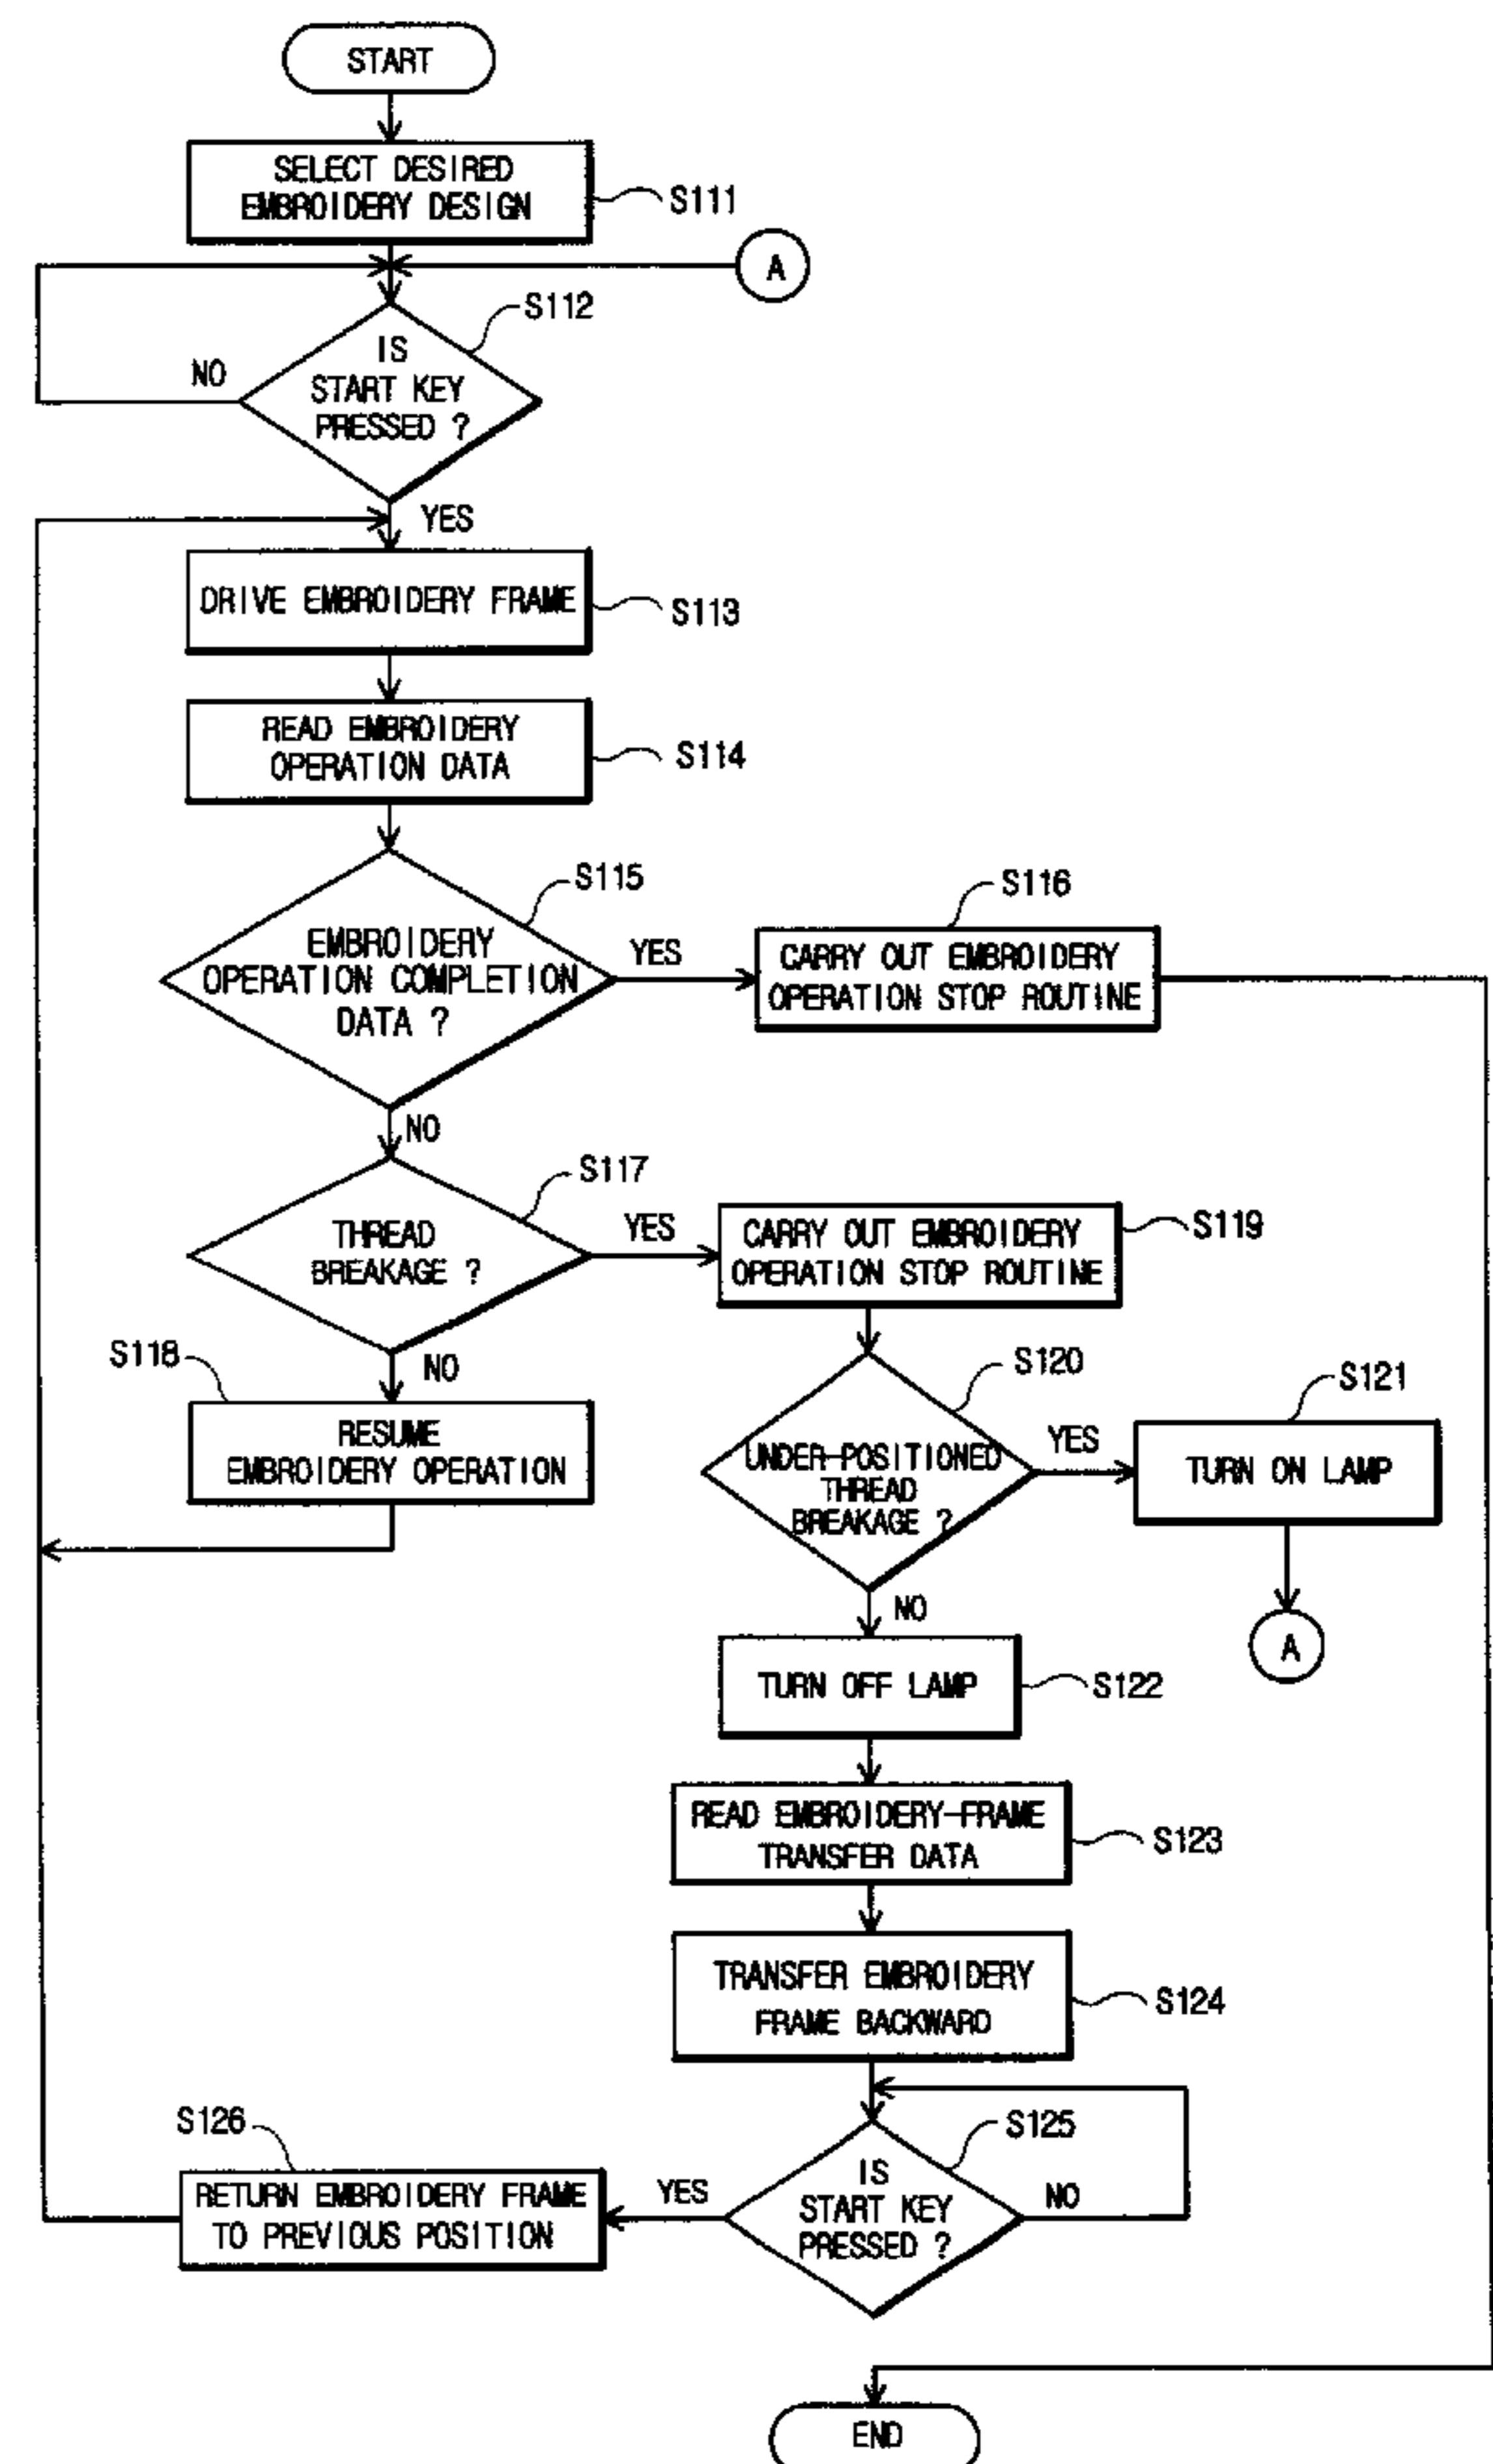 START
SELECT DESIRED
EMBROIDERY DESIGN
S111
A
S112
IS
START KEY
PRESSED ?
NO
YES
DRIVE EMBROIDERY FRAME
S113
READ EMBROIDERY
OPERATION DATA
S114
S115
EMBROIDERY
OPERATION COMPLETION
DATA ?
YES
S116
CARRY OUT EMBROIDERY
OPERATION STOP ROUTINE
NO
S117
THREAD
BREAKAGE ?
YES
CARRY OUT EMBROIDERY
OPERATION STOP ROUTINE
S119
S118
NO
RESUME
EMBROIDERY OPERATION
S120
UNDER-POSITIONED
THREAD
BREAKAGE ?
YES
S121
TURN ON LAMP
A
NO
TURN OFF LAMP
S122
READ EMBROIDERY-FRAME
TRANSFER DATA
S123
TRANSFER EMBROIDERY
FRAME BACKWARD
S124
S125
IS
START KEY
PRESSED ?
NO
YES
S126
RETURN EMBROIDERY FRAME
TO PREVIOUS POSITION
END